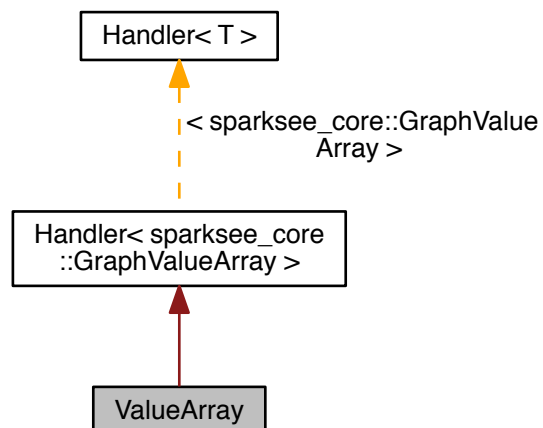 Handler< T >
< sparksee_core::GraphValue
Array >
Handler< sparksee_core
::GraphValueArray >
ValueArray